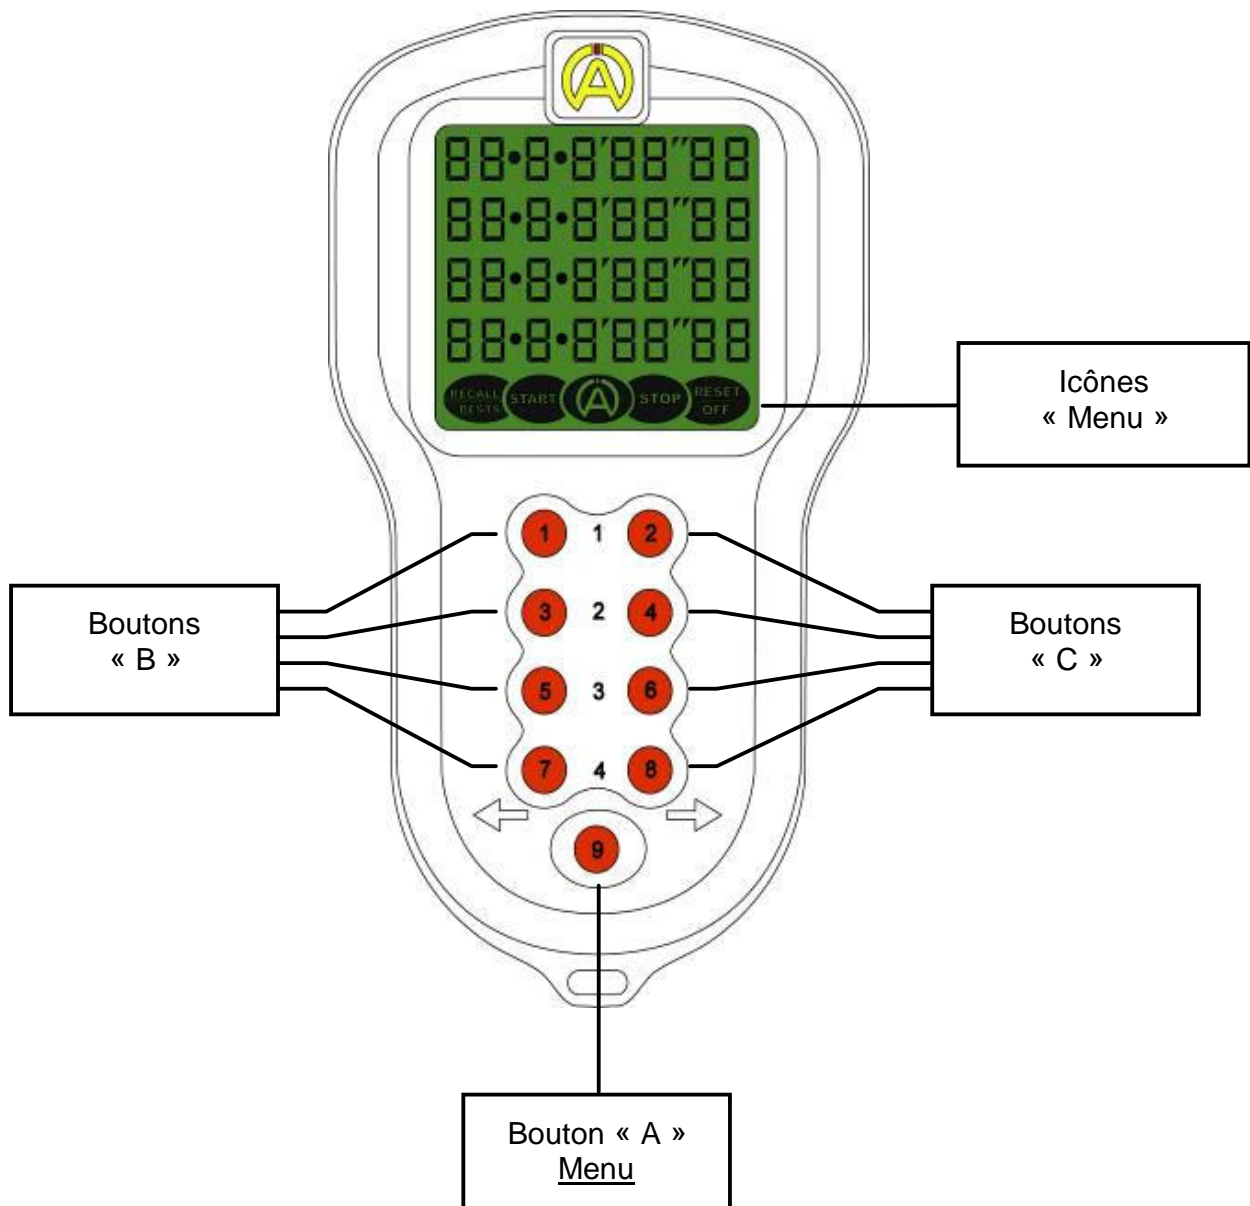 A
88•8•8'88"88
88•8•8'88"88
88•8•8'88"88
88•8•8'88"88
RECALL BESTS START A STOP RESET OFF
Icônes
« Menu »
1 1 2
3 2 4
5 3 6
7 4 8
9
Boutons
« B »
Boutons
« C »
Bouton « A »
Menu